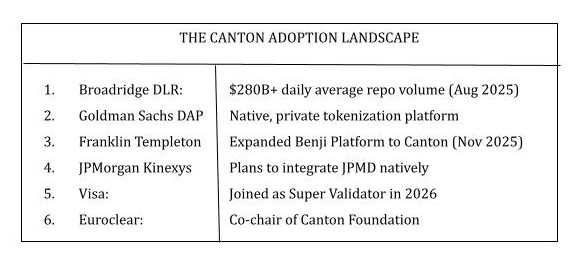 THE CANTON ADOPTION LANDSCAPE
1. Broadridge DLR: $280B+ daily average repo volume (Aug 2025)
2. Goldman Sachs DAP Native, private tokenization platform
3. Franklin Templeton Expanded Benji Platform to Canton (Nov 2025)
4. JPMorgan Kinexys Plans to integrate JPMD natively
5. Visa: Joined as Super Validator in 2026
6. Euroclear: Co-chair of Canton Foundation